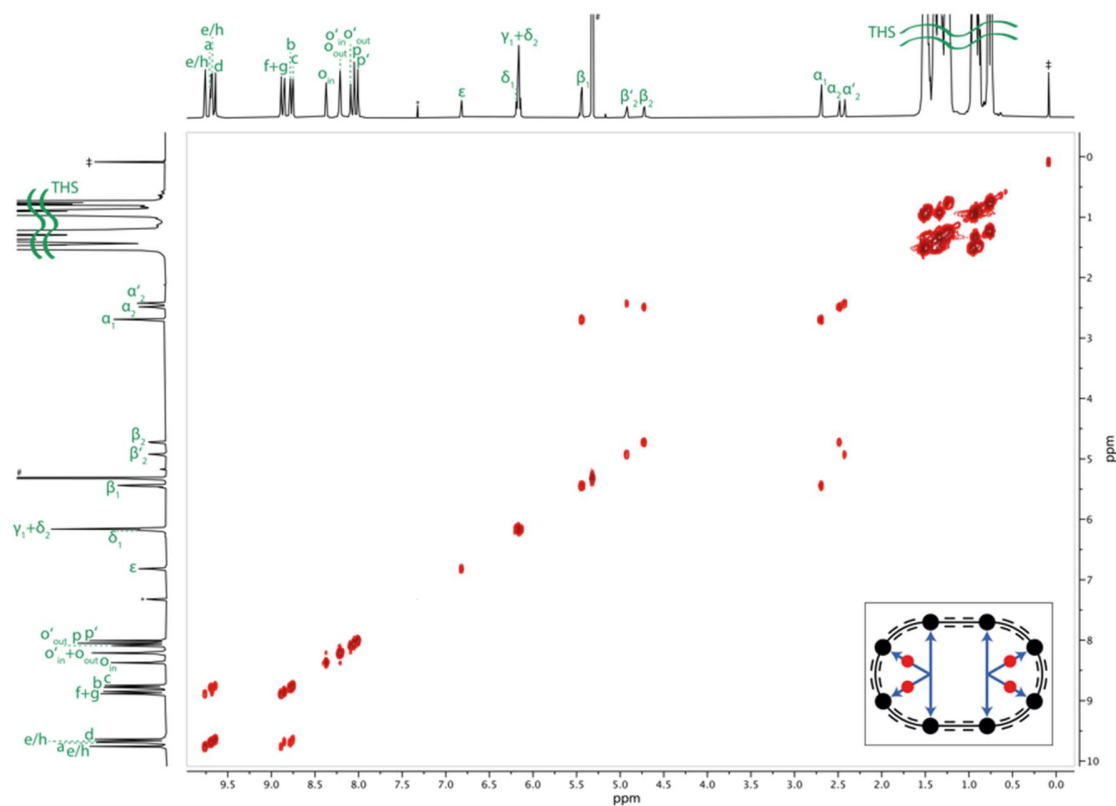 e/h a e/h d f+g b c oᵢₙ oₒᵤₜ o'ᵢₙ o'ₒᵤₜ p p' * ε δ₁ γ₁+δ₂ β₁ # β'₂ β₂ α₁ α₂ α'₂ THS ‡
‡
THS
α'₂
α₂
α₁
β₂
β'₂
#
β₁
γ₁+δ₂ δ₁
ε
*
o'ₒᵤₜ p p'
o'ᵢₙ+oₒᵤₜ oᵢₙ
b c
f+g
d
e/h
a e/h
0
1
2
3
4
5
6
7
8
9
10
ppm
9.5 9.0 8.5 8.0 7.5 7.0 6.5 6.0 5.5 5.0 4.5 4.0 3.5 3.0 2.5 2.0 1.5 1.0 0.5 0.0
ppm